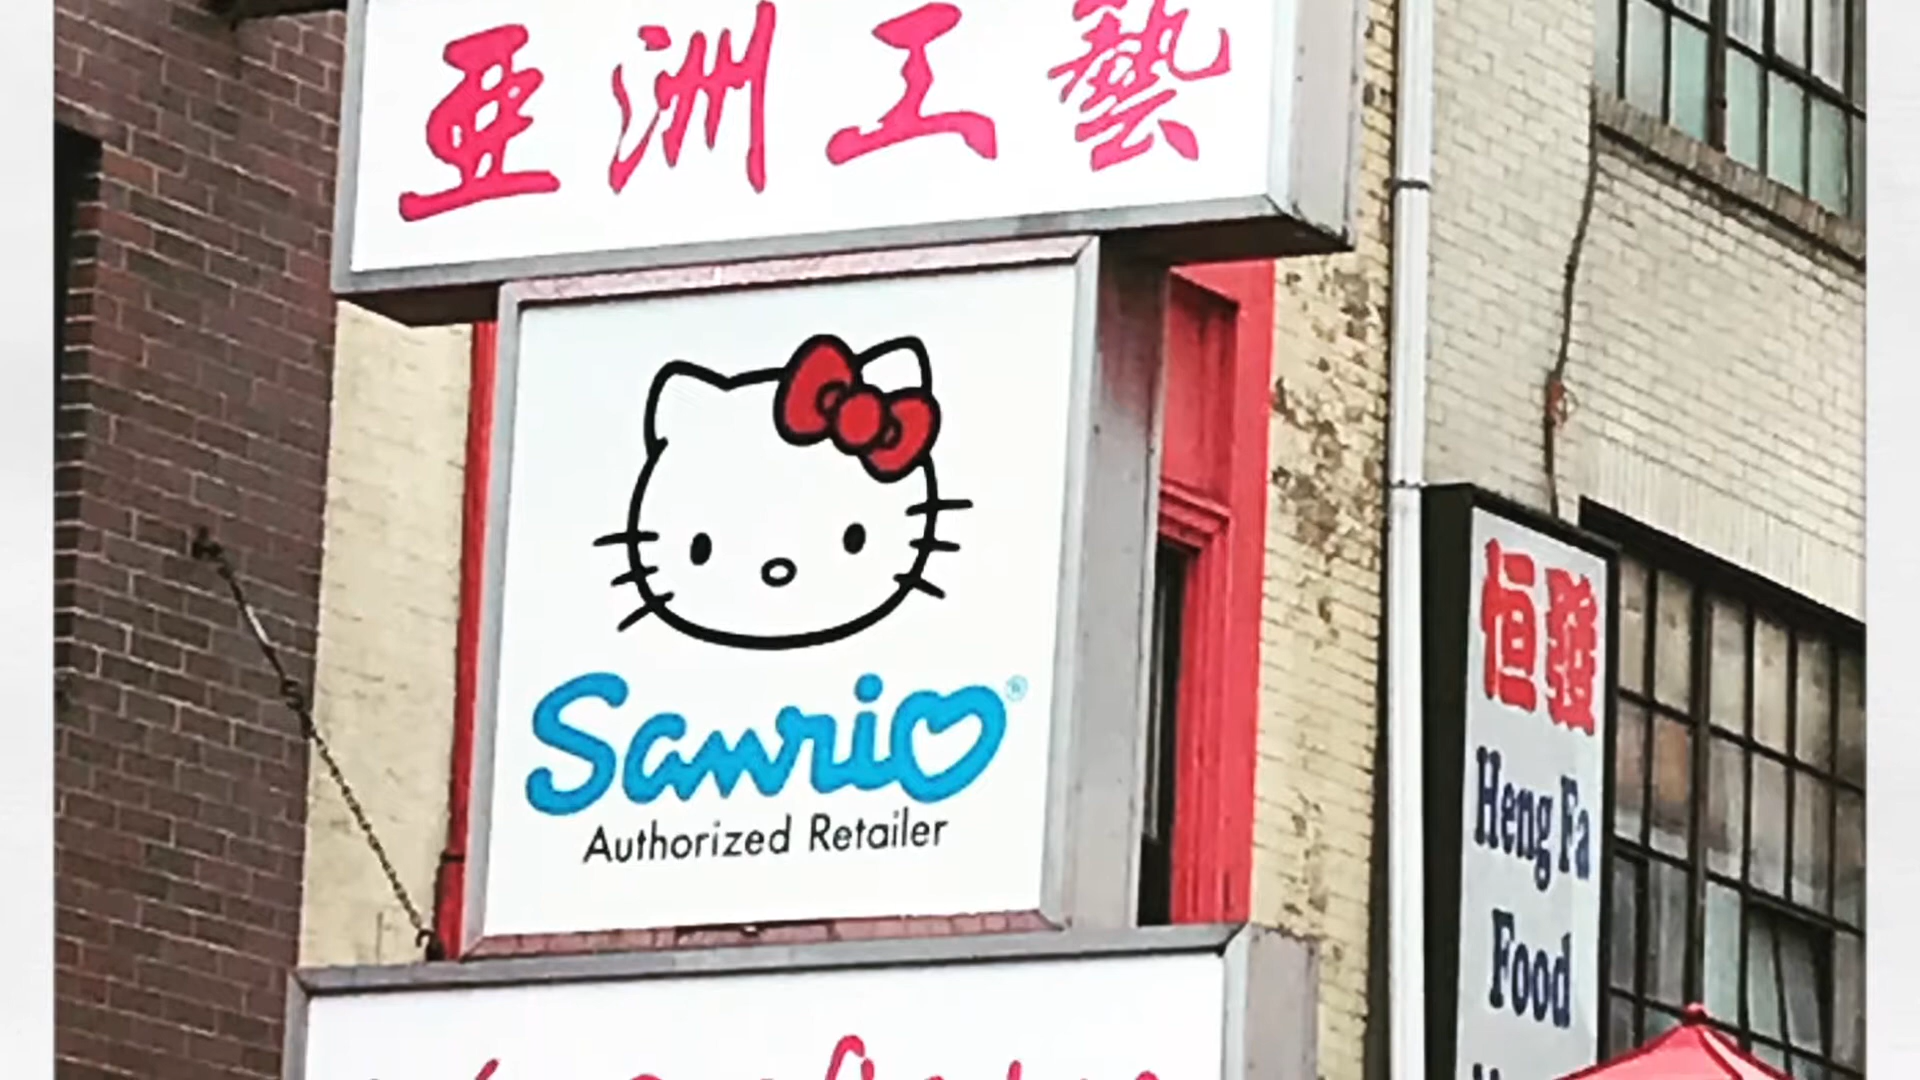 亞洲工藝
Sanrio®
Authorized Retailer
恒發
Heng Fa
Food